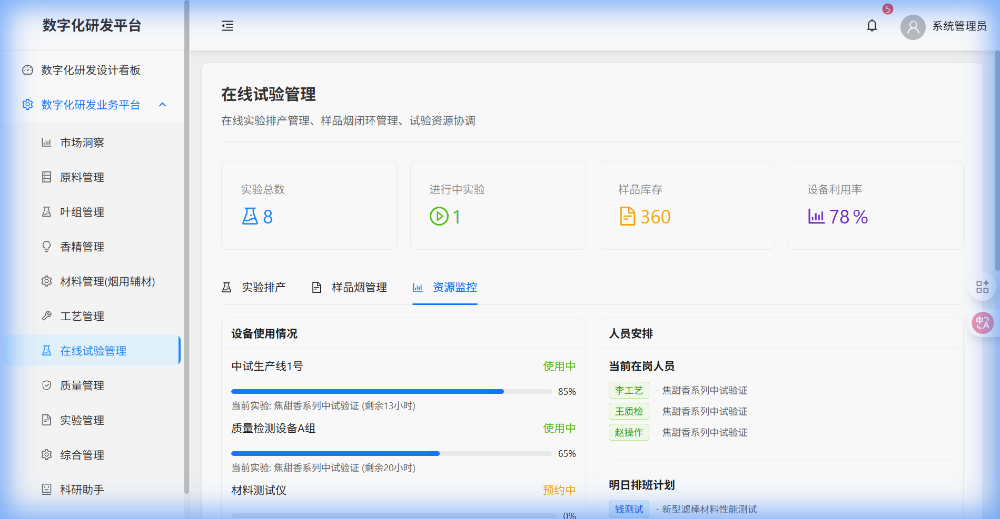 数字化研发平台
5
系统管理员
数字化研发设计看板
数字化研发业务平台
市场洞察
原料管理
叶组管理
香精管理
材料管理(烟用辅材)
工艺管理
在线试验管理
质量管理
实验管理
综合管理
科研助手
在线试验管理
在线实验排产管理、样品烟闭环管理、试验资源协调
实验总数
8
进行中实验
1
样品库存
360
设备利用率
78 %
实验排产
样品烟管理
资源监控
设备使用情况
中试生产线1号
使用中
85%
当前实验: 焦甜香系列中试验证 (剩余13小时)
质量检测设备A组
使用中
65%
当前实验: 焦甜香系列中试验证 (剩余20小时)
材料测试仪
预约中
0%
人员安排
当前在岗人员
李工艺 - 焦甜香系列中试验证
王质检 - 焦甜香系列中试验证
赵操作 - 焦甜香系列中试验证
明日排班计划
钱测试 - 新型滤棒材料性能测试
中A